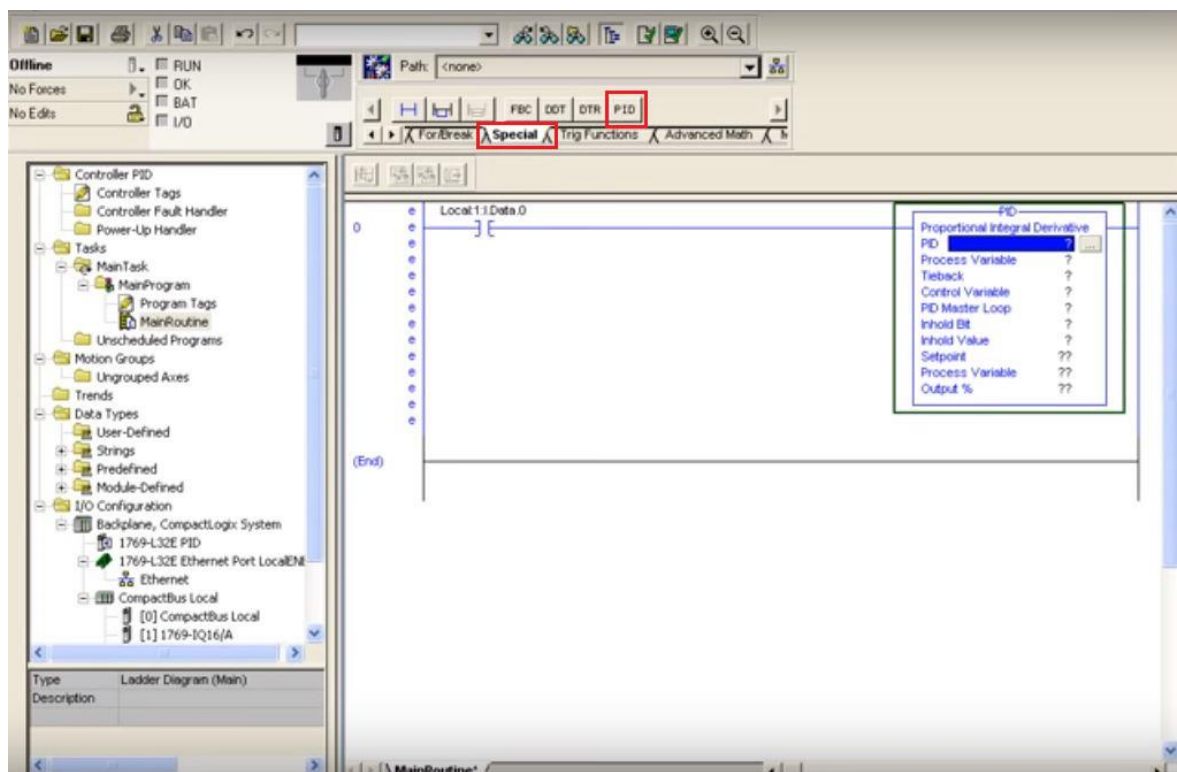 Offline
RUN
No Forces
OK
No Edits
BAT
I/O
Path: <none>
FBC DDT DTR PID
For/Break Special Trig Functions Advanced Math
Controller PID
Controller Tags
Controller Fault Handler
Power-Up Handler
Tasks
MainTask
MainProgram
Program Tags
MainRoutine
Unscheduled Programs
Motion Groups
Ungrouped Axes
Trends
Data Types
User-Defined
Strings
Predefined
Module-Defined
I/O Configuration
Backplane, CompactLogix System
1769-L32E PID
1769-L32E Ethernet Port LocalEN
Ethernet
CompactBus Local
[0] CompactBus Local
[1] 1769-IQ16/A
Type Ladder Diagram (Main)
Description
Local:1:I.Data.0
0
e
e
e
e
e
e
e
e
e
e
e
e
e
e
PID
Proportional Integral Derivative
PID ? ...
Process Variable ?
Tieback ?
Control Variable ?
PID Master Loop ?
Inhold Bit ?
Inhold Value ?
Setpoint ??
Process Variable ??
Output % ??
(End)
MainRoutine*